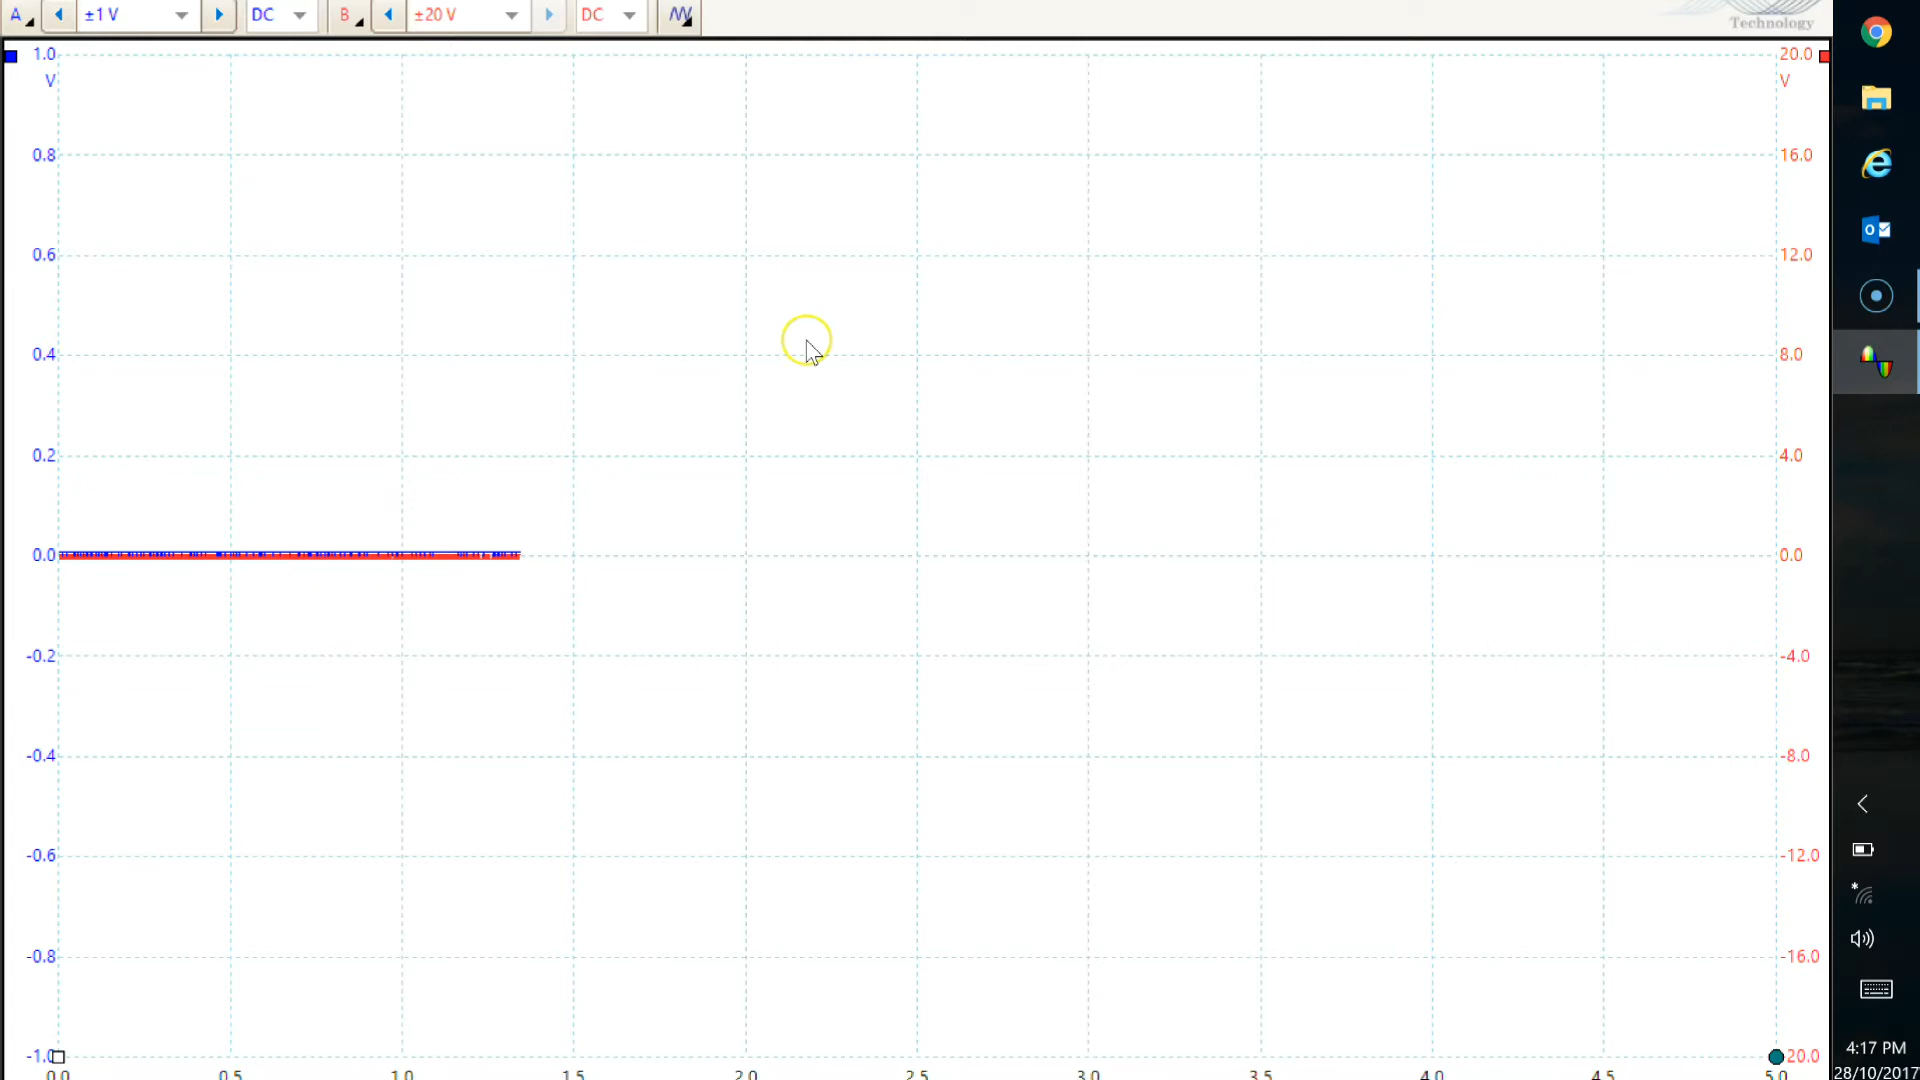 A ±1 V DC B ±20 V DC
Technology
1.0 20.0
V V
0.8 16.0
0.6 12.0
0.4 8.0
0.2 4.0
0.0 0.0
-0.2 -4.0
-0.4 -8.0
-0.6 -12.0
-0.8 -16.0
-1.0 20.0
0.0 0.5 1.0 1.5 2.0 2.5 3.0 3.5 4.0 4.5 5.0
4:17 PM
28/10/2017